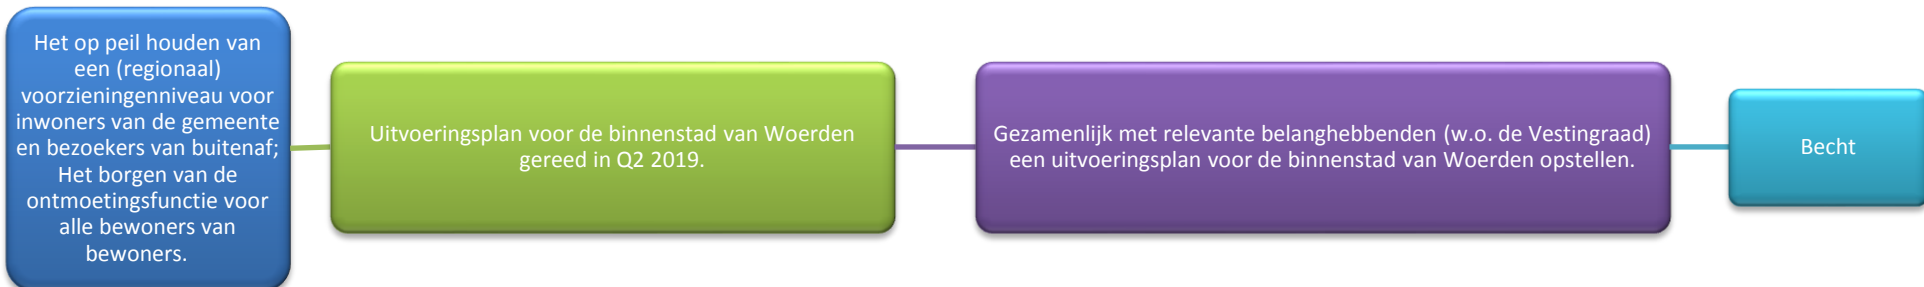 Het op peil houden van
een (regionaal)
voorzieningenniveau voor
inwoners van de gemeente
en bezoekers van buitenaf;
Het borgen van de
ontmoetingsfunctie voor
alle bewoners van
bewoners.
Uitvoeringsplan voor de binnenstad van Woerden
gereed in Q2 2019.
Gezamenlijk met relevante belanghebbenden (w.o. de Vestingraad)
een uitvoeringsplan voor de binnenstad van Woerden opstellen.
Becht